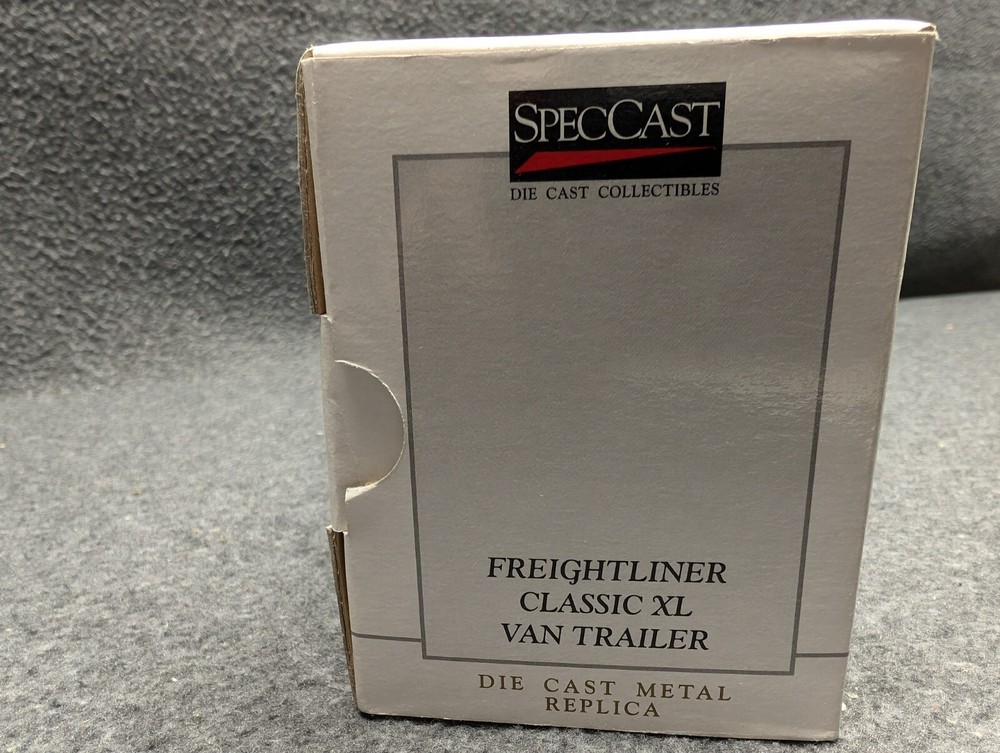 SPECCAST
DIE CAST COLLECTIBLES
FREIGHTLINER
CLASSIC XL
VAN TRAILER
DIE CAST METAL
REPLICA